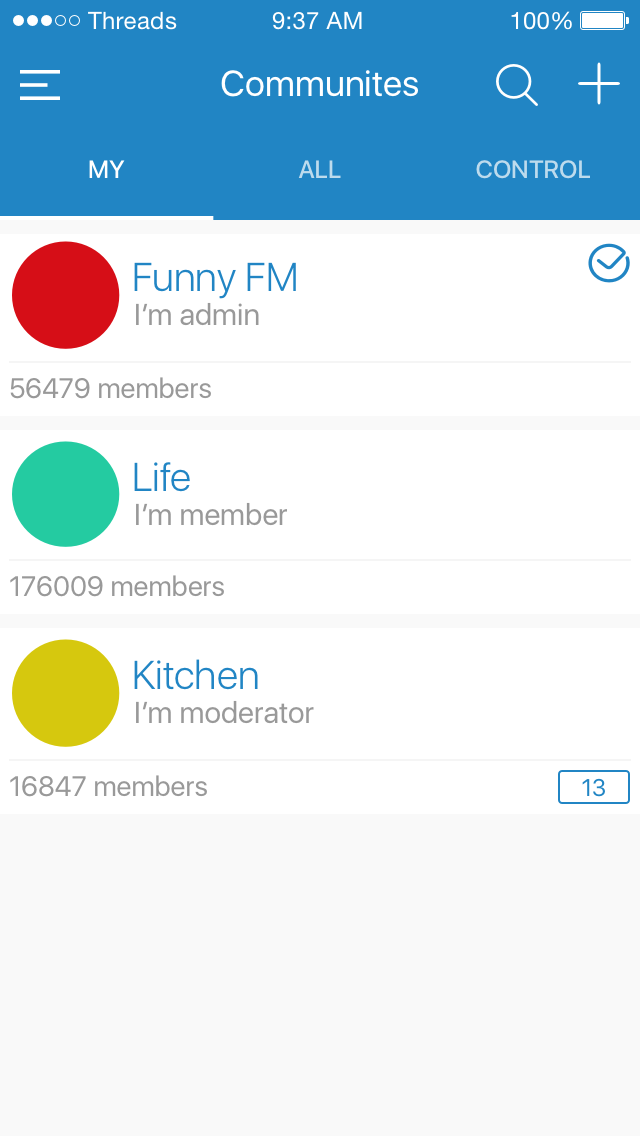 Threads 9:37 AM 100%
Communites
MY ALL CONTROL
Funny FM
I'm admin
56479 members
Life
I'm member
176009 members
Kitchen
I'm moderator
16847 members 13